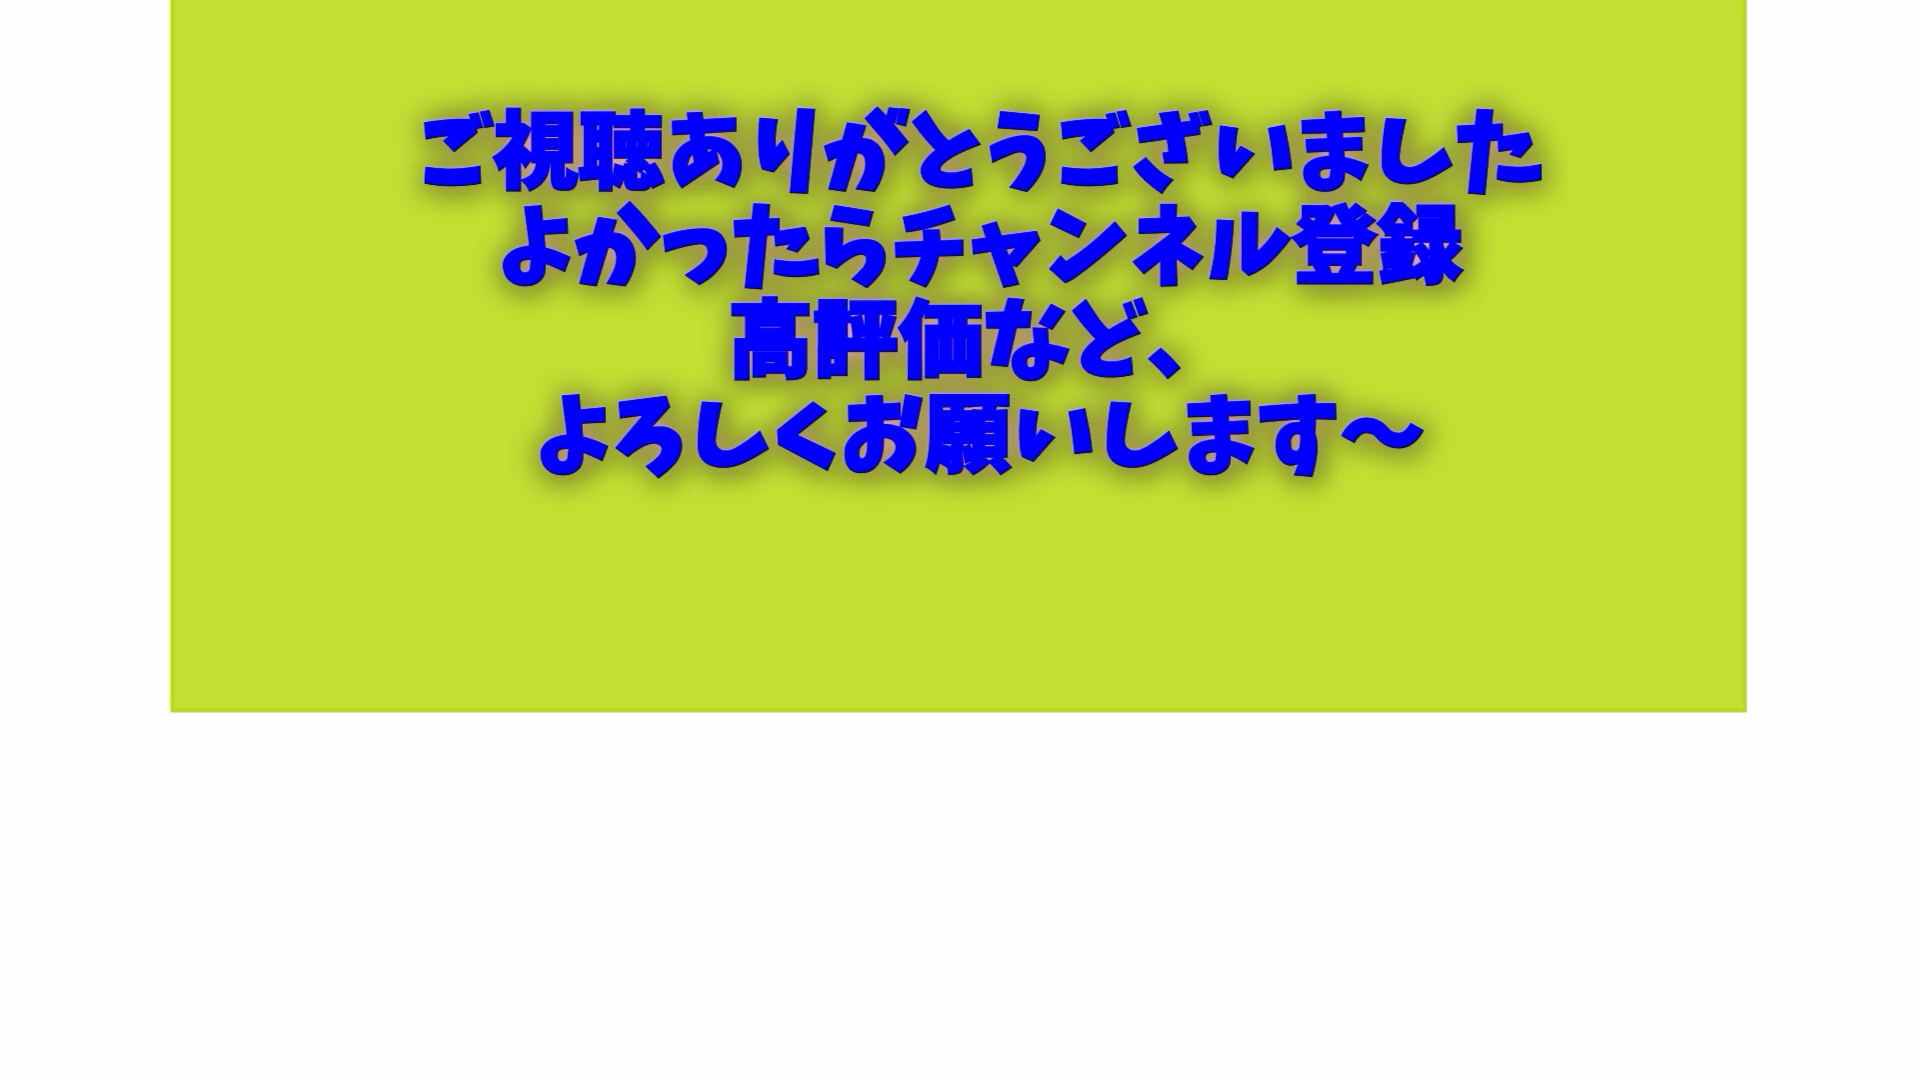 ご視聴ありがとうございました
よかったらチャンネル登録
高評価など、
よろしくお願いします〜